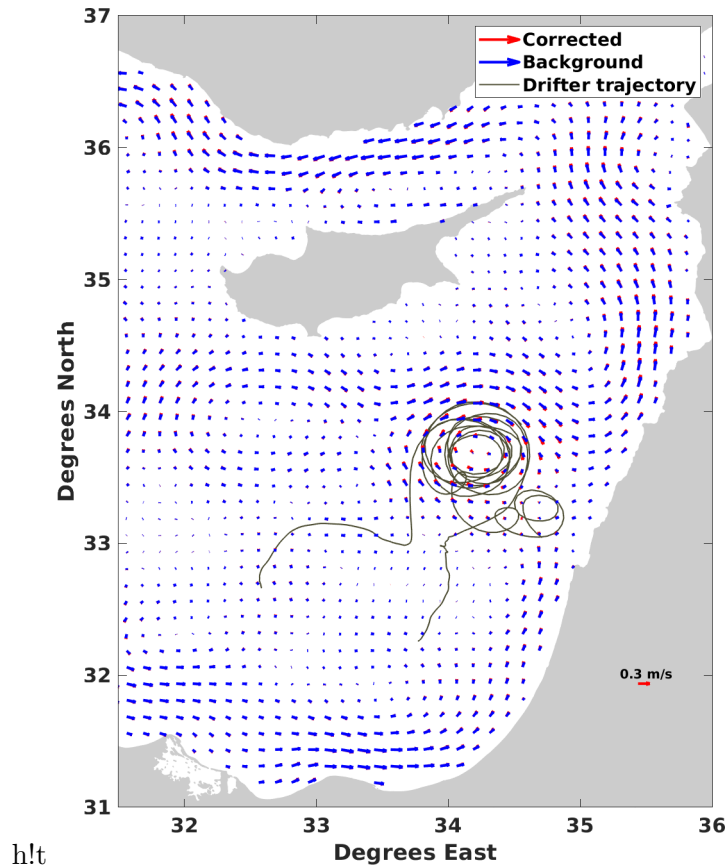 37
36
35
34
33
32
31
Degrees North
Corrected
Background
Drifter trajectory
0.3 m/s
32 33 34 35 36
h!t Degrees East